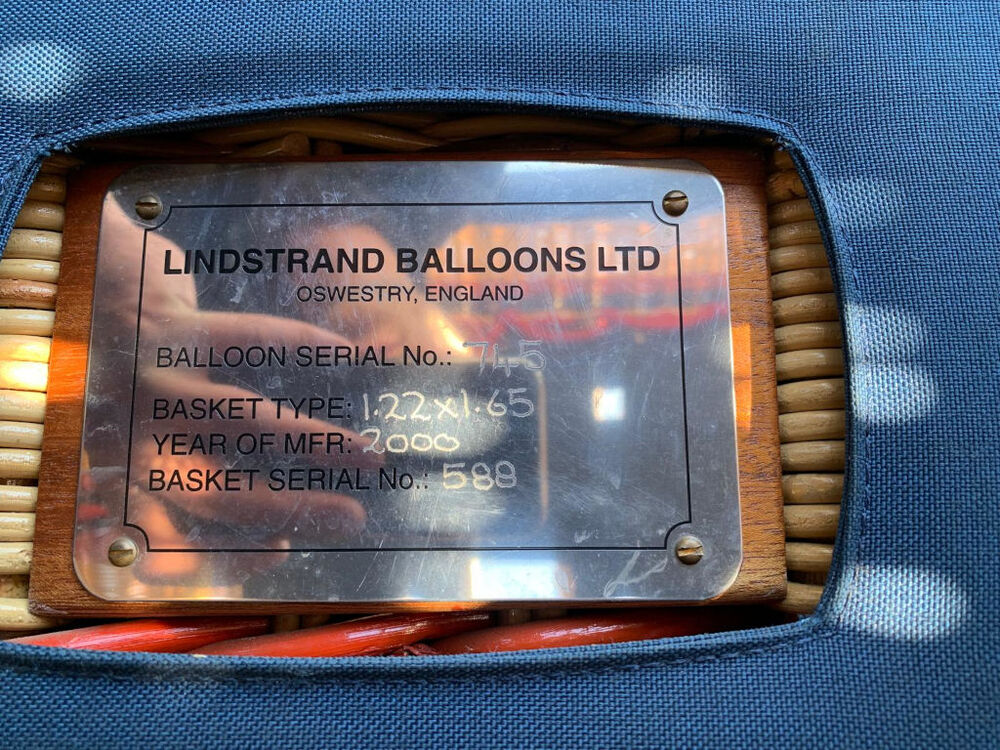 LINDSTRAND BALLOONS LTD
OSWESTRY, ENGLAND
BALLOON SERIAL No.: 745
BASKET TYPE: 1.22x1.65
YEAR OF MFR: 2000
BASKET SERIAL No.: 588